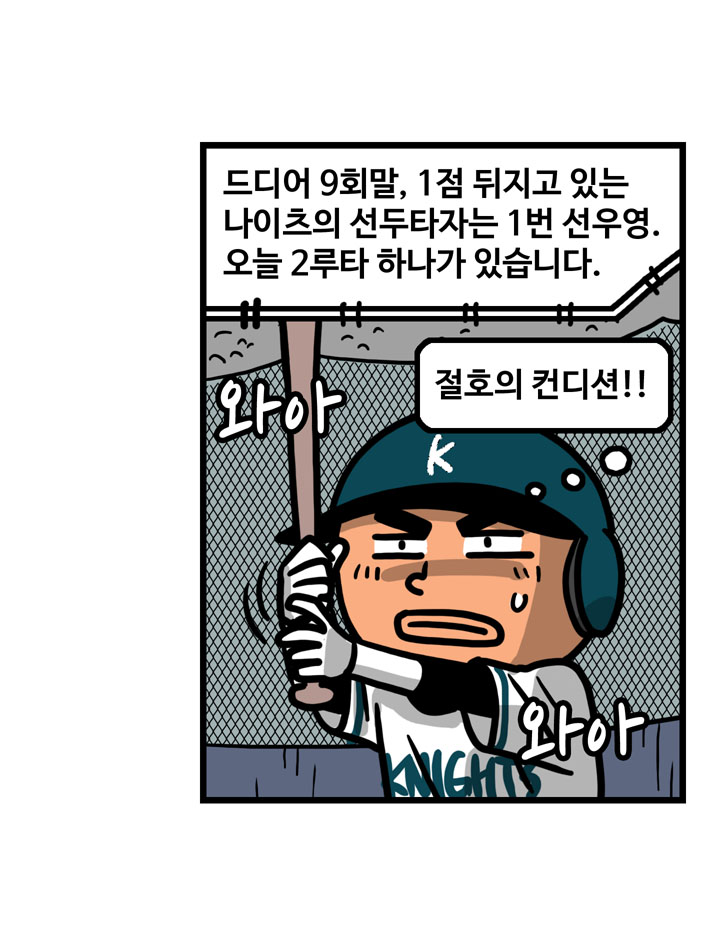 드디어 9회말, 1점 뒤지고 있는
나이츠의 선두타자는 1번 선우영.
오늘 2루타 하나가 있습니다.
절호의 컨디션!!
와아
K
와아
KNIGHTS